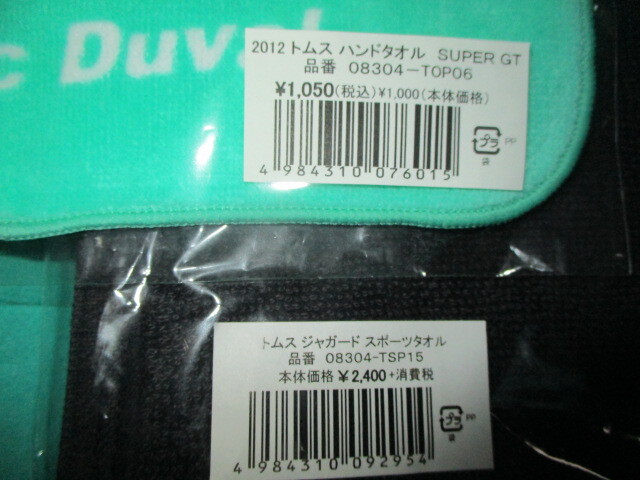 c Duval
2012 トムス ハンドタオル SUPER GT
品番 08304-TOP06
¥1,050(税込)¥1,000(本体価格)
プラ PP
袋
4 984310 076015
トムス ジャガード スポーツタオル
品番 08304-TSP15
本体価格 ¥2,400+消費税
プラ PP
袋
4 984310 092954